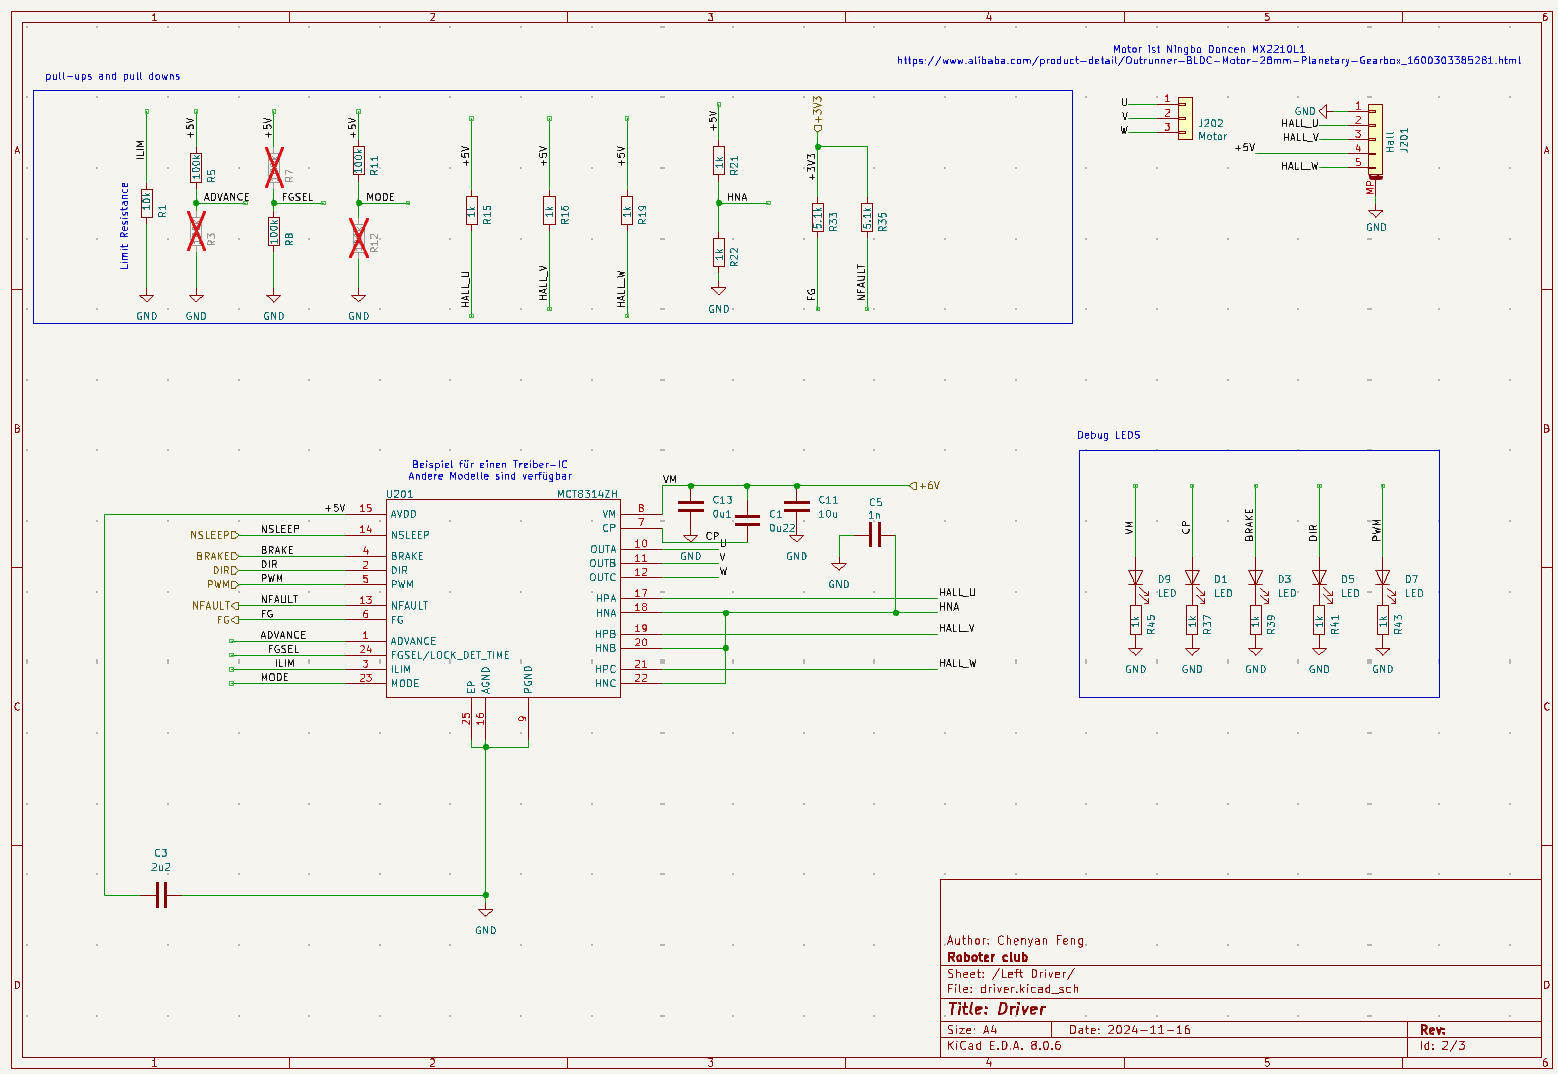 1 2 3 4 5 6
A
B
C
D
Motor ist Ningbo Doncen MX2210L1
https://www.alibaba.com/product-detail/Outrunner-BLDC-Motor-28mm-Planetary-Gearbox_1600303385281.html
pull-ups and pull downs
Limit Resistance
ILIM
10k
R1
GND
+5V
100k
R5
ADVANCE
R3
GND
+5V
R7
FGSEL
100k
R8
GND
+5V
100k
R11
MODE
R12
GND
+5V
1k
R15
HALL_U
+5V
1k
R16
HALL_V
+5V
1k
R19
HALL_W
+5V
1k
R21
HNA
1k
R22
GND
+3V3
+3V3
5.1k
R33
FG
5.1k
R35
NFAULT
U 1
V 2
W 3
J202
Motor
GND 1
HALL_U 2
HALL_V 3
+5V 4
HALL_W 5
MP
Hall
J201
GND
Beispiel für einen Treiber-IC
Andere Modelle sind verfügbar
U201 MCT8314ZH
+5V 15 AVDD
NSLEEP NSLEEP 14 NSLEEP
BRAKE BRAKE 4 BRAKE
DIR DIR 2 DIR
PWM PWM 5 PWM
NFAULT NFAULT 13 NFAULT
FG FG 6 FG
ADVANCE 1 ADVANCE
FGSEL 24 FGSEL/LOCK_DET_TIME
ILIM 3 ILIM
MODE 23 MODE
EP 25
AGND 16
PGND 9
VM 8 VM
CP 7 CP
OUTA 10 U
OUTB 11 V
OUTC 12 W
HPA 17 HALL_U
HNA 18 HNA
HPB 19 HALL_V
HNB 20
HPC 21 HALL_W
HNC 22
+6V
C13
0u1
GND
C1
0u22
C11
10u
GND
C5
1n
GND
C3
2u2
GND
Debug LEDS
VM
D9
LED
1k
R45
GND
CP
D1
LED
1k
R37
GND
BRAKE
D3
LED
1k
R39
GND
DIR
D5
LED
1k
R41
GND
PWM
D7
LED
1k
R43
GND
Author: Chenyan Feng
Roboter club
Sheet: /Left Driver/
File: driver.kicad_sch
Title: Driver
Size: A4 Date: 2024-11-16 Rev:
KiCad E.D.A. 8.0.6 Id: 2/3
A
B
C
D
1 2 3 4 5 6